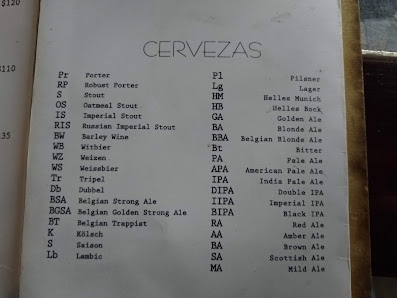 $120
$110
135
CERVEZAS
Pr Porter
RP Robust Porter
S Stout
OS Oatmeal Stout
IS Imperial Stout
RIS Russian Imperial Stout
BW Barley Wine
WB Witbier
WZ Weizen
WS Weissbier
Tr Tripel
Db Dubbel
BSA Belgian Strong Ale
BGSA Belgian Golden Strong Ale
BT Belgian Trappist
K Kölsch
S Saison
Lb Lambic
Pl Pilsner
Lg Lager
HM Helles Munich
HB Helles Bock
GA Golden Ale
BA Blonde Ale
BBA Belgian Blonde Ale
Bt Bitter
PA Pale Ale
APA American Pale Ale
IPA India Pale Ale
DIPA Double IPA
IIPA Imperial IPA
BIPA Black IPA
RA Red Ale
AA Amber Ale
BA Brown Ale
SA Scottish Ale
MA Mild Ale